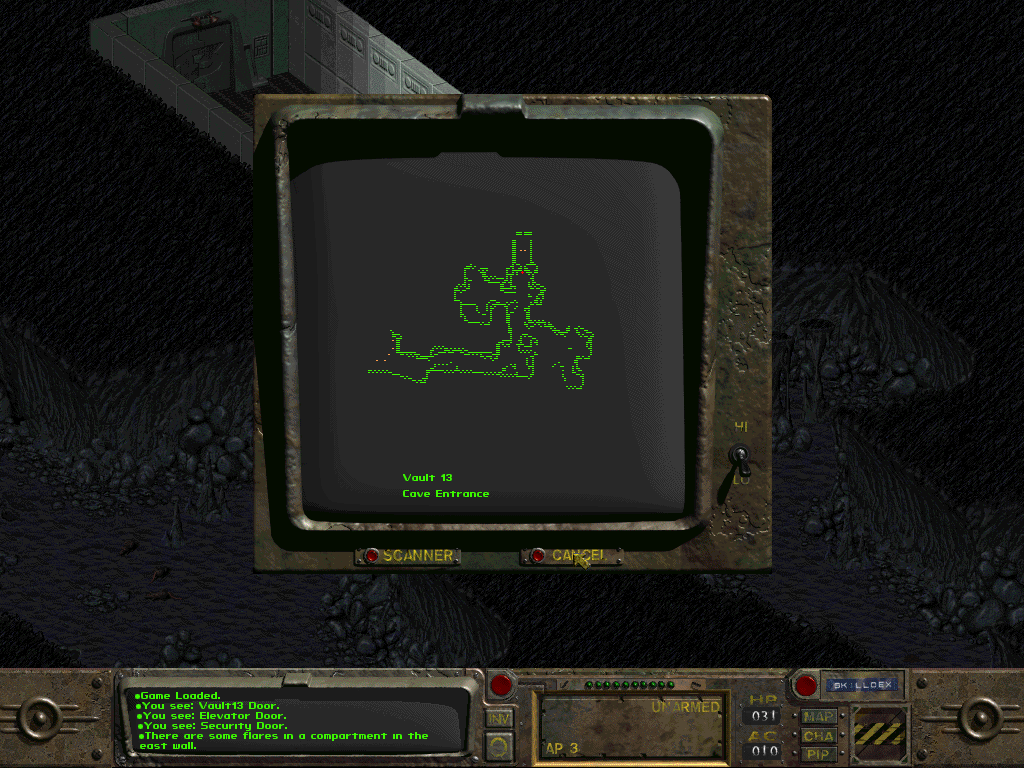 HI
LO
Vault 13
Cave Entrance
SCANNER
CANCEL
●Game Loaded.
●You see: Vault13 Door.
●You see: Elevator Door.
●You see: Security Door.
●There are some flares in a compartment in the
east wall.
INV
UNARMED
AP 3
HP
031
AC
010
SKILLDEX
MAP
CHA
PIP